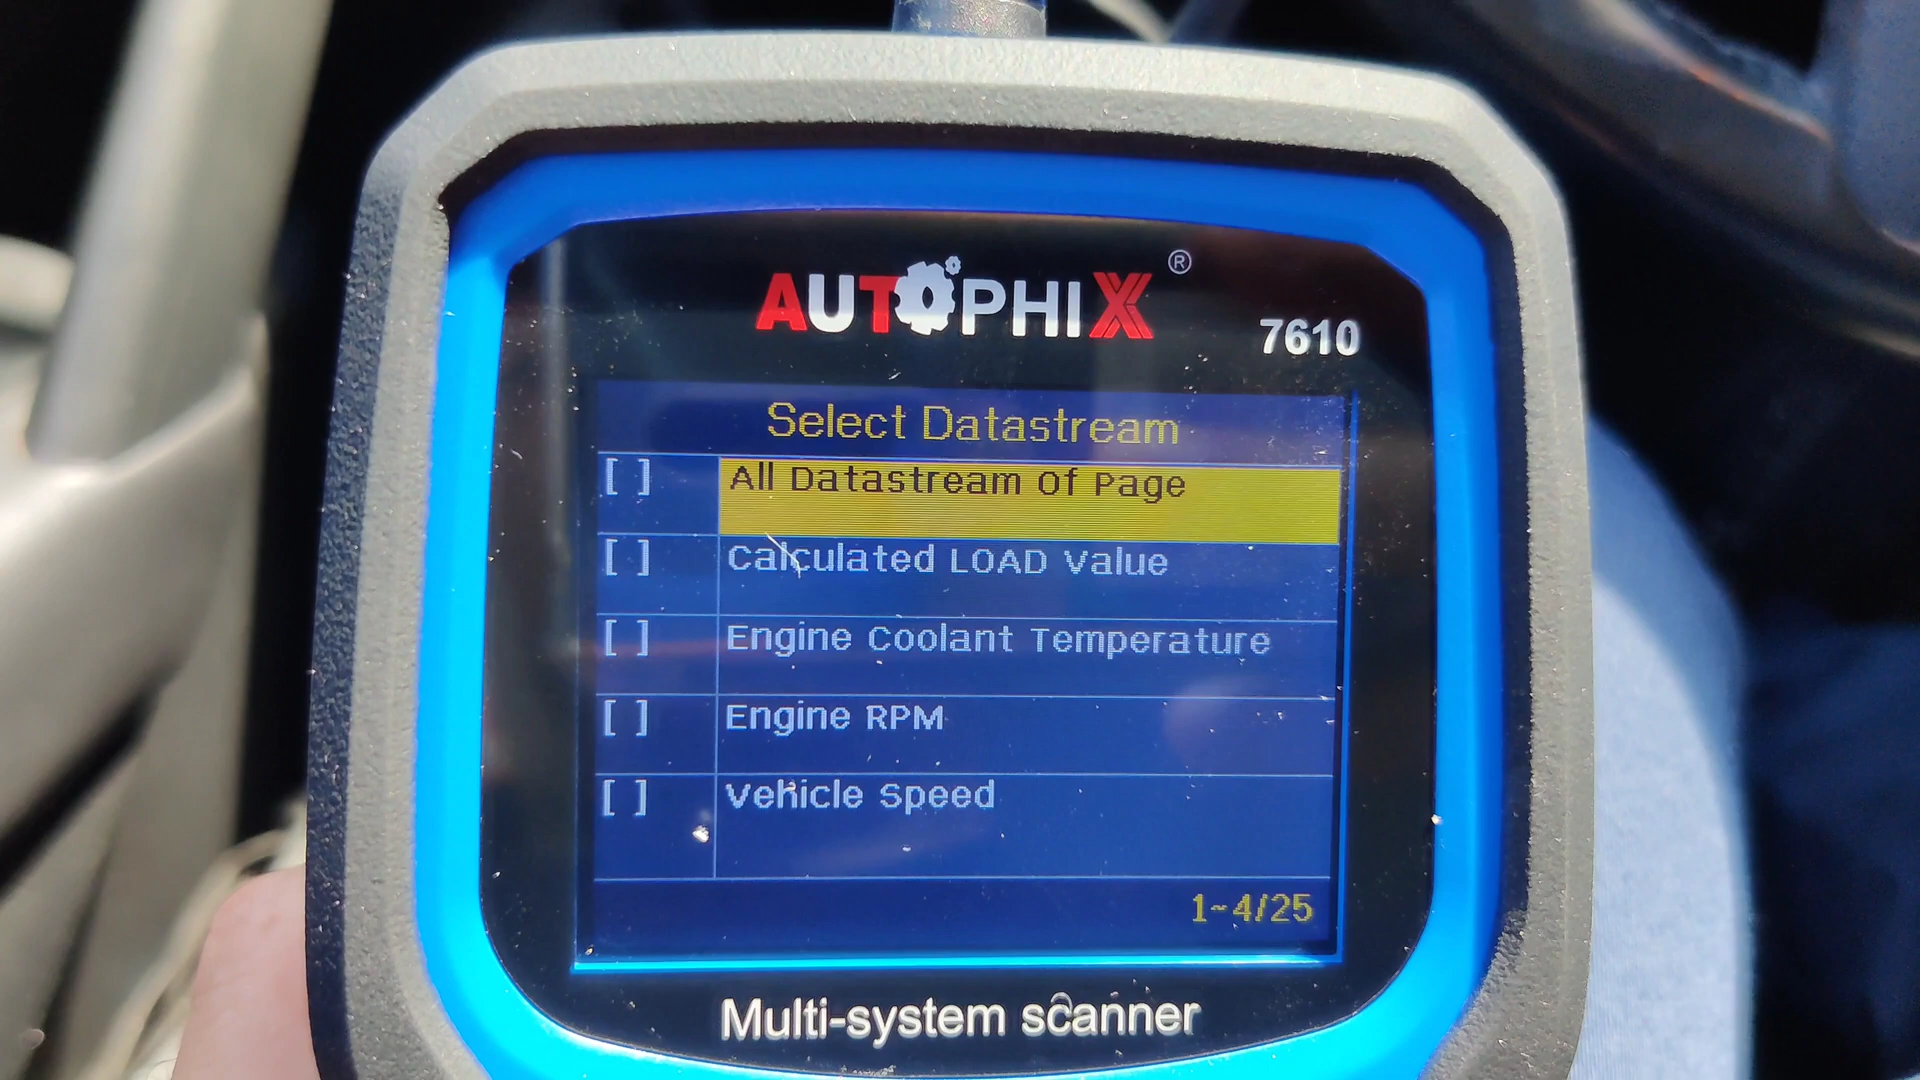 AUTOPHIX ®
7610
Select Datastream
[ ] All Datastream Of Page
[ ] Calculated LOAD Value
[ ] Engine Coolant Temperature
[ ] Engine RPM
[ ] Vehicle Speed
1~4/25
Multi-system scanner